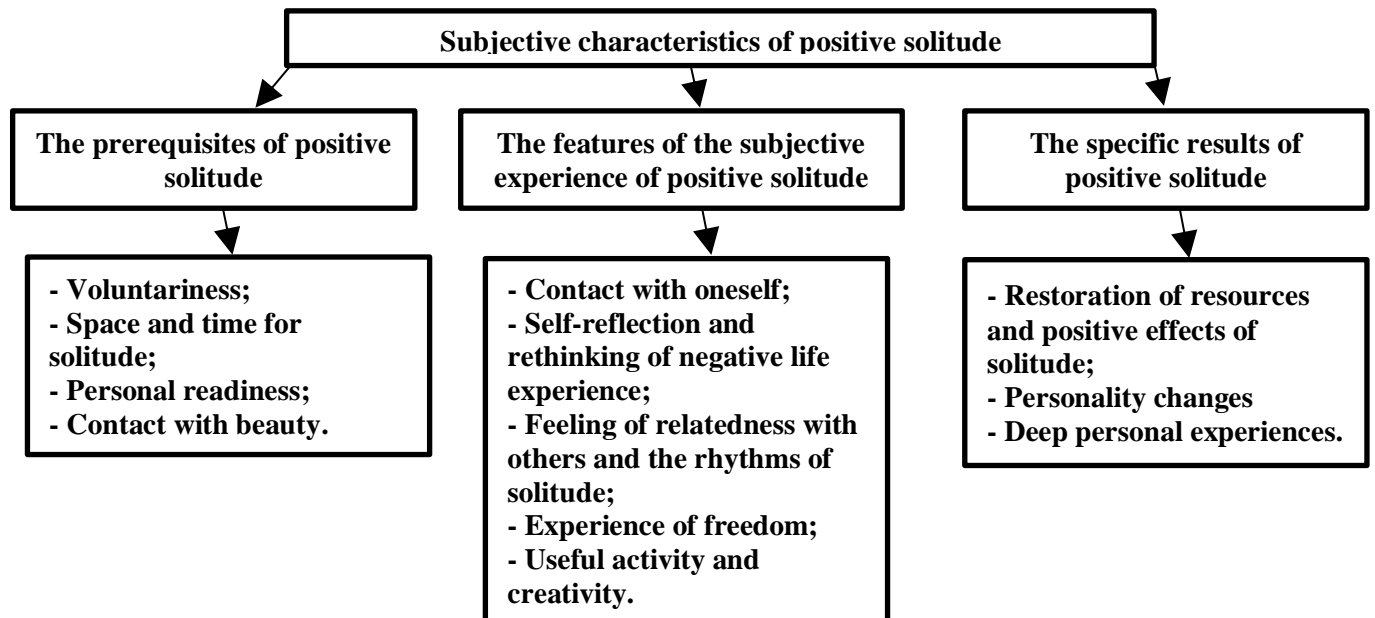 Subjective characteristics of positive solitude
The prerequisites of positive
solitude
The features of the subjective
experience of positive solitude
The specific results of
positive solitude
- Voluntariness;
- Space and time for
solitude;
- Personal readiness;
- Contact with beauty.
- Contact with oneself;
- Self-reflection and
rethinking of negative life
experience;
- Feeling of relatedness with
others and the rhythms of
solitude;
- Experience of freedom;
- Useful activity and
creativity.
- Restoration of resources
and positive effects of
solitude;
- Personality changes
- Deep personal experiences.